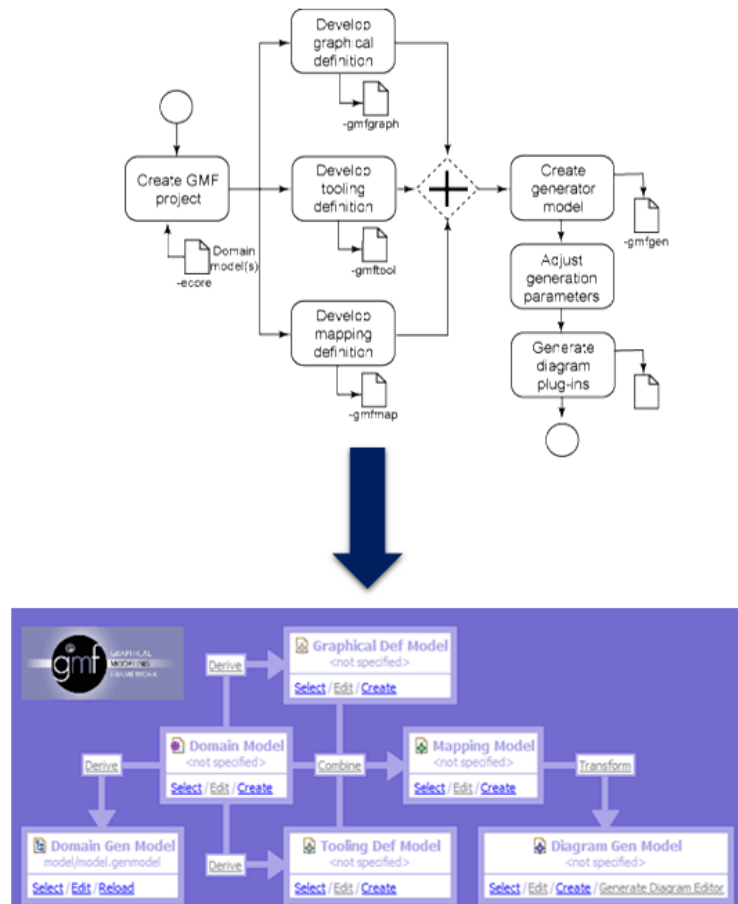 Develop
graphical
definition
-gmfgraph
Create GMF
project
Domain
model(s)
-ecore
Develop
tooling
definition
-gmftool
Develop
mapping
definition
-gmfmap
Create
generator
model
-gmfgen
Adjust
generation
parameters
Generate
diagram
plug-ins
gmf
GRAPHICAL
MODELING
FRAMEWORK
Derive
Graphical Def Model
<not specified>
Select / Edit / Create
Derive
Domain Model
<not specified>
Select / Edit / Create
Combine
Mapping Model
<not specified>
Select / Edit / Create
Transform
Domain Gen Model
model/model.genmodel
Select / Edit / Reload
Derive
Tooling Def Model
<not specified>
Select / Edit / Create
Diagram Gen Model
<not specified>
Select / Edit / Create / Generate Diagram Editor